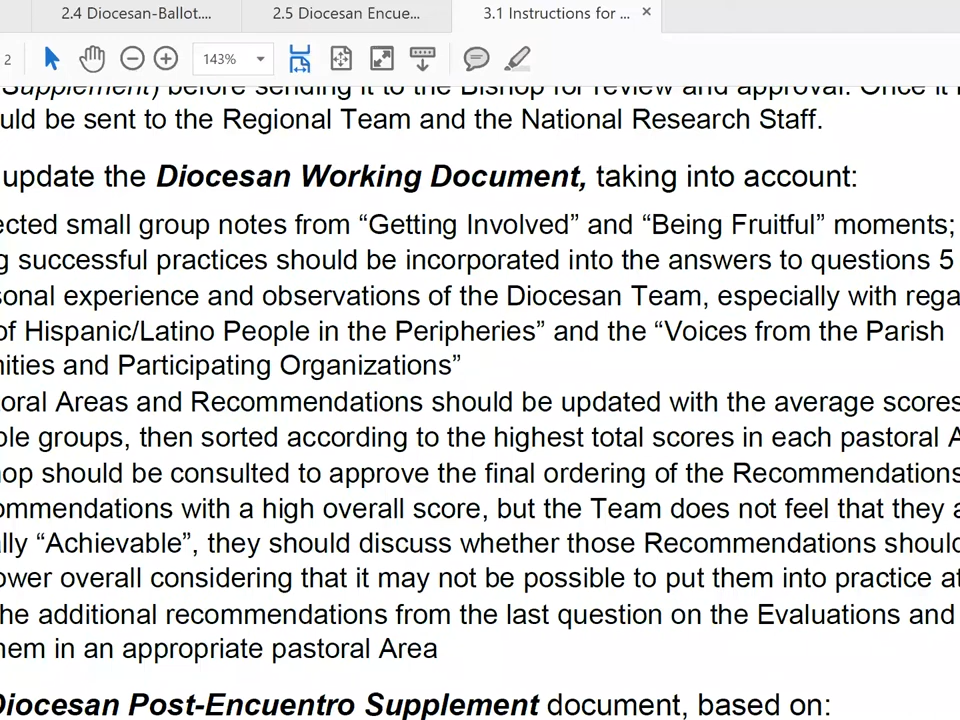 2.4 Diocesan-Ballot.... 2.5 Diocesan Encue... 3.1 Instructions for ... ×
2 143%
Supplement) before sending it to the Bishop for review and approval. Once it
uld be sent to the Regional Team and the National Research Staff.
update the Diocesan Working Document, taking into account:
ected small group notes from “Getting Involved” and “Being Fruitful” moments;
g successful practices should be incorporated into the answers to questions 5
sonal experience and observations of the Diocesan Team, especially with rega
of Hispanic/Latino People in the Peripheries” and the “Voices from the Parish
nities and Participating Organizations”
oral Areas and Recommendations should be updated with the average scores
ole groups, then sorted according to the highest total scores in each pastoral A
hop should be consulted to approve the final ordering of the Recommendations
ommendations with a high overall score, but the Team does not feel that they a
lly “Achievable”, they should discuss whether those Recommendations should
ower overall considering that it may not be possible to put them into practice at
he additional recommendations from the last question on the Evaluations and
hem in an appropriate pastoral Area
Diocesan Post-Encuentro Supplement document, based on: